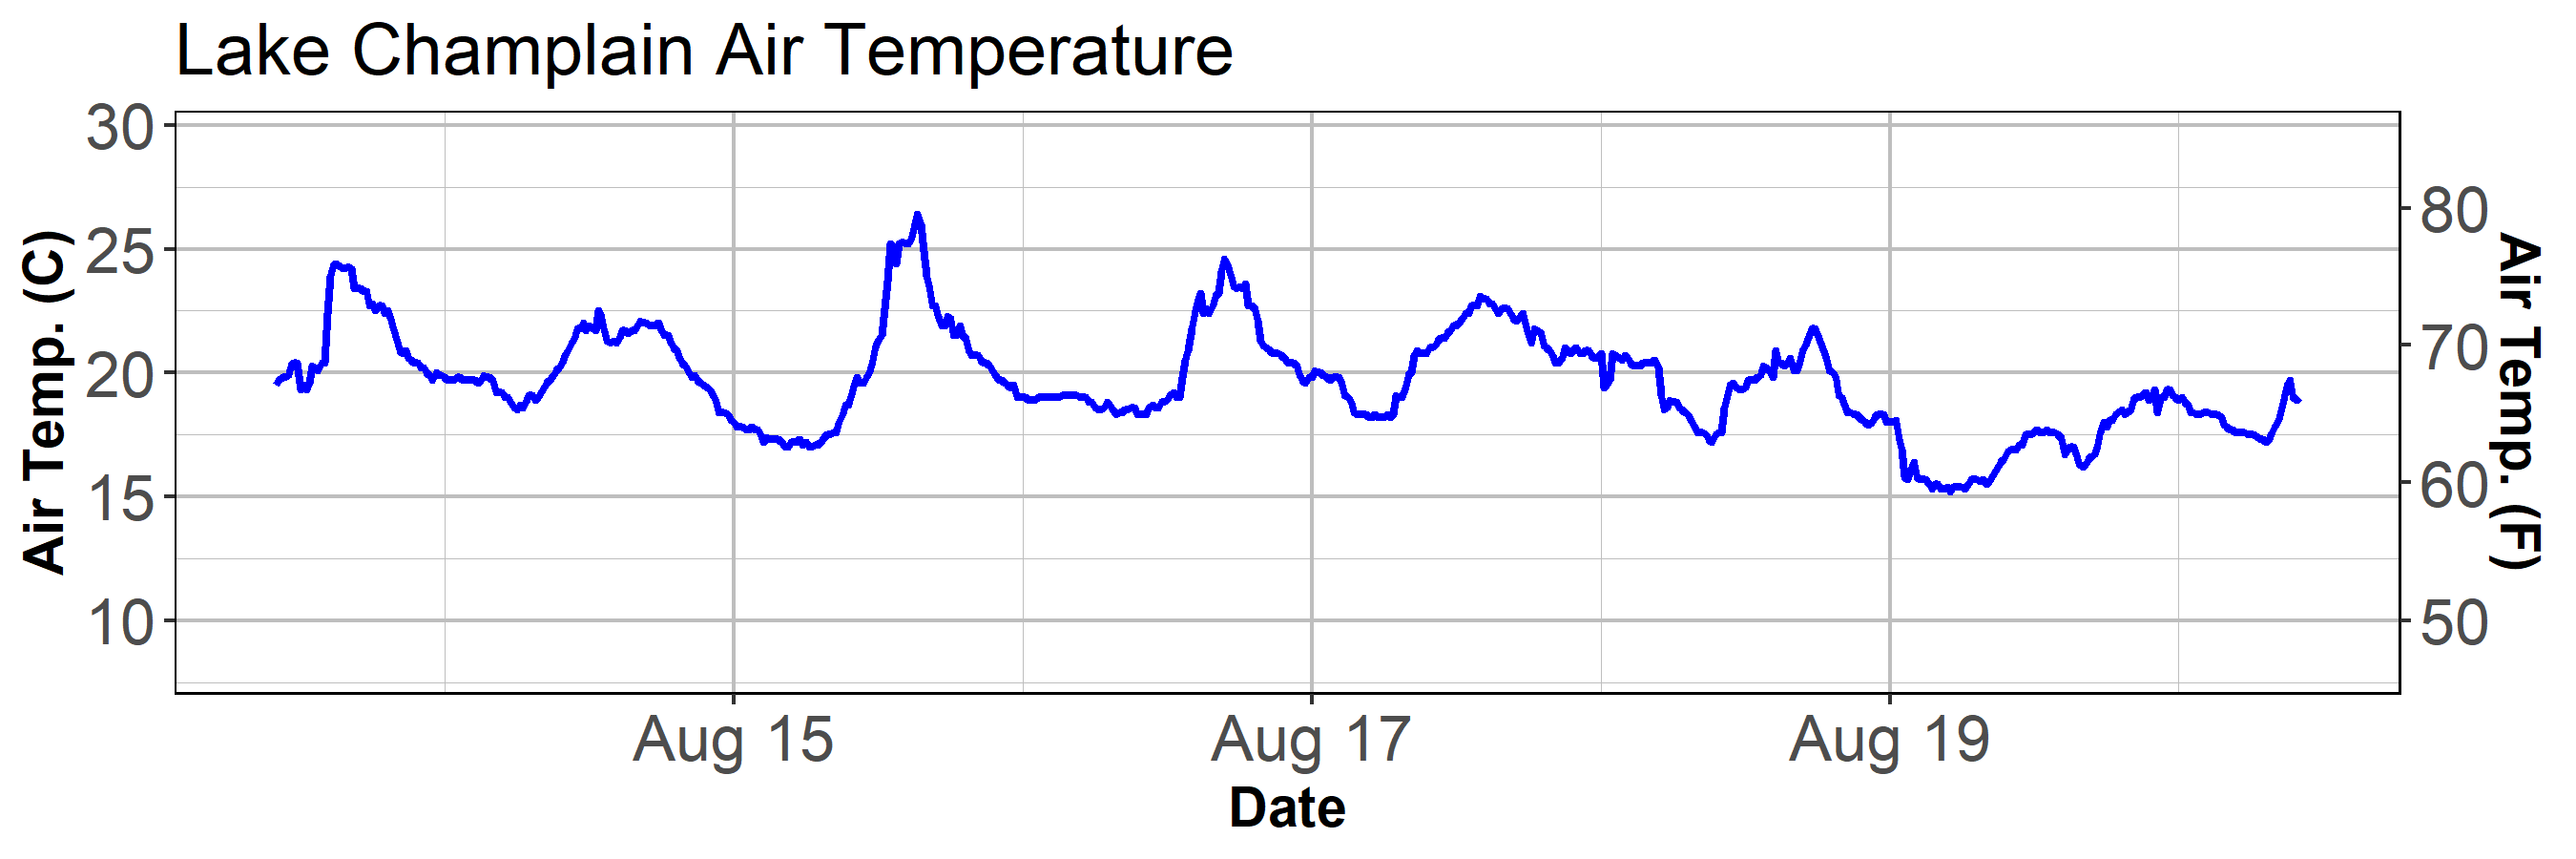 Lake Champlain Air Temperature
Air Temp. (C)
30
25
20
15
10
80
70
60
50
Air Temp. (F)
Aug 15 Aug 17 Aug 19
Date